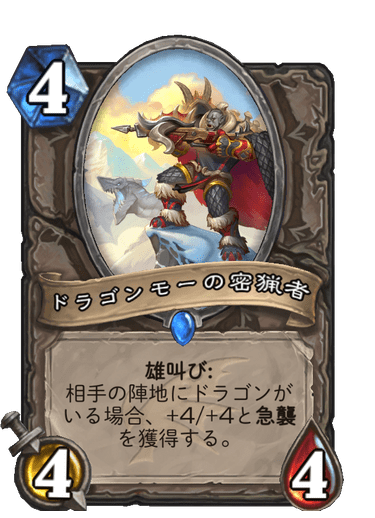 4
ドラゴンモーの密猟者
雄叫び:
相手の陣地にドラゴンが
いる場合、+4/+4と急襲
を獲得する。
4
4